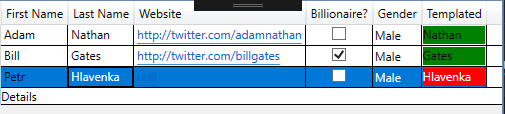 First Name Last Name Website Billionaire? Gender Templated
Adam Nathan http://twitter.com/adamnathan Male Nathan
Bill Gates http://twitter.com/billgates Male Gates
Petr Hlavenka null Male Hlavenka
Details